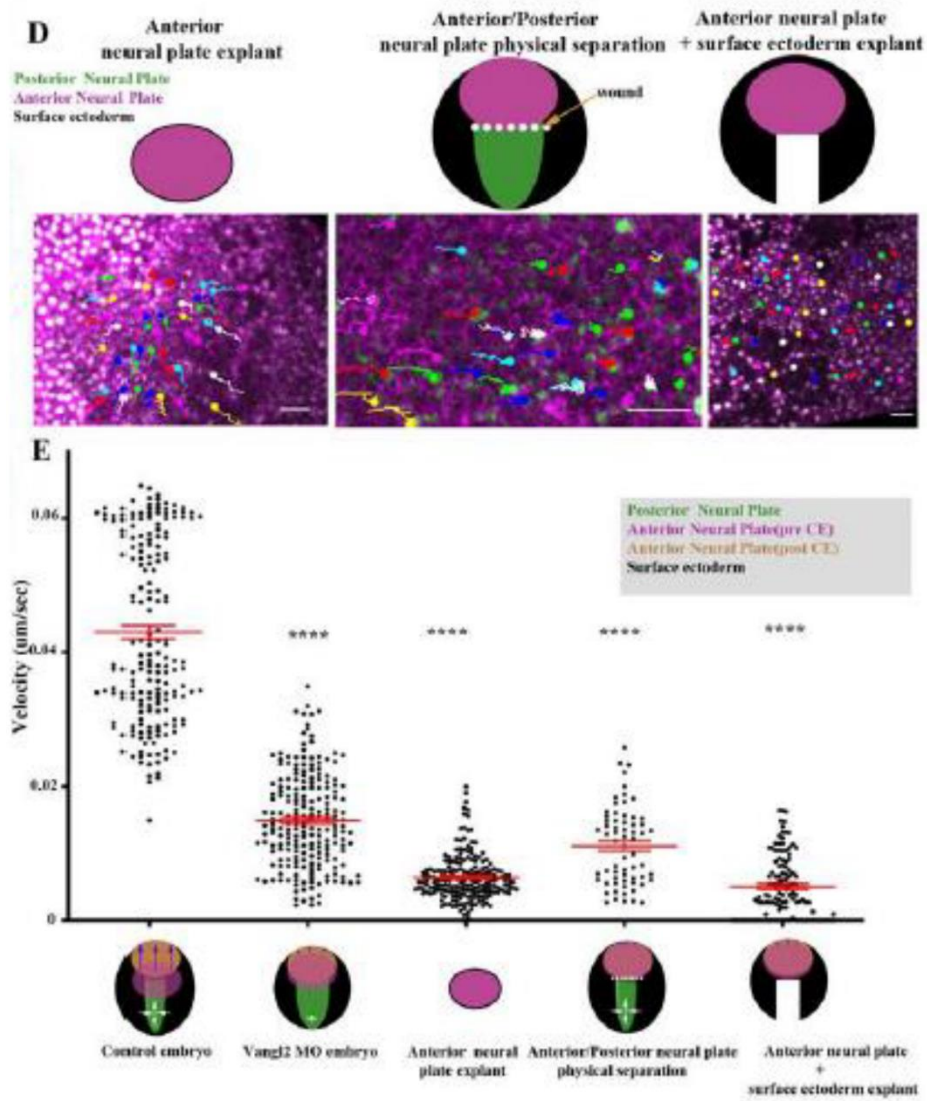 D
Anterior
neural plate explant
Anterior/Posterior
neural plate physical separation
Anterior neural plate
+ surface ectoderm explant
Posterior Neural Plate
Anterior Neural Plate
Surface ectoderm
wound
E
Posterior Neural Plate
Anterior Neural Plate(pre CE)
Anterior Neural Plate(post CE)
Surface ectoderm
Velocity (um/sec)
0.06
0.04
0.02
0
****
****
****
****
Control embryo
Vangl2 MO embryo
Anterior neural
plate explant
Anterior/Posterior neural plate
physical separation
Anterior neural plate
+
surface ectoderm explant